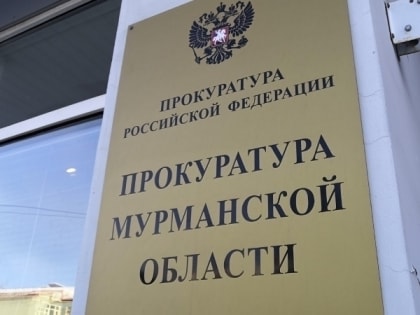 ПРОКУРАТУРА
РОССИЙСКОЙ ФЕДЕРАЦИИ
ПРОКУРАТУРА
МУРМАНСКОЙ
ОБЛАСТИ